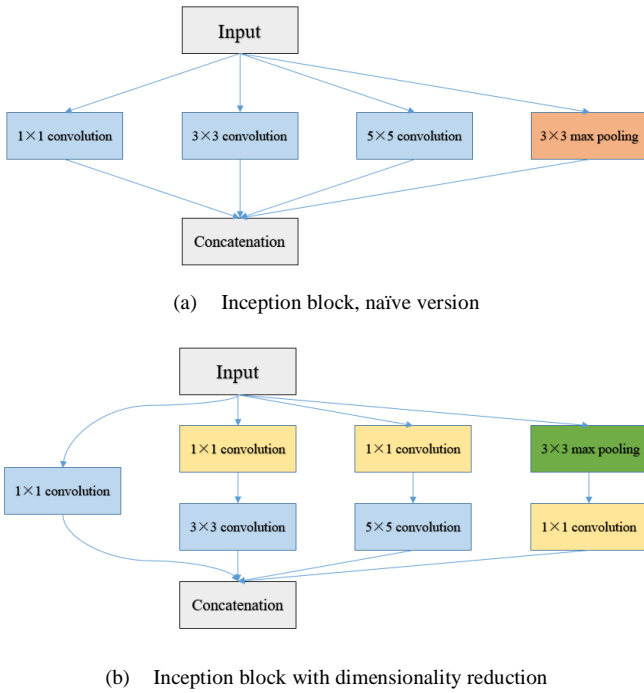 Input
1×1 convolution
3×3 convolution
5×5 convolution
3×3 max pooling
Concatenation
(a) Inception block, naïve version
Input
1×1 convolution
1×1 convolution
3×3 max pooling
1×1 convolution
3×3 convolution
5×5 convolution
1×1 convolution
Concatenation
(b) Inception block with dimensionality reduction